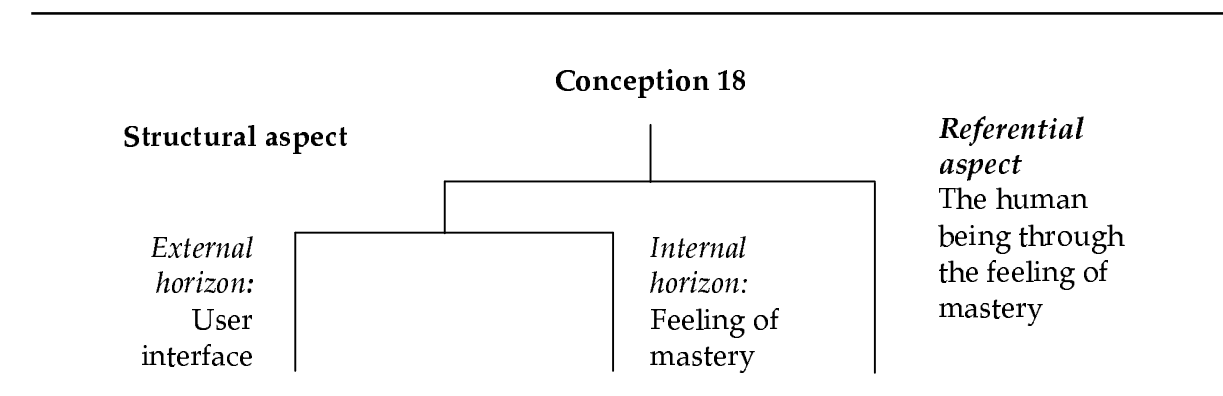 Conception 18
Structural aspect
Referential
aspect
The human
being through
the feeling of
mastery
External
horizon:
User
interface
Internal
horizon:
Feeling of
mastery